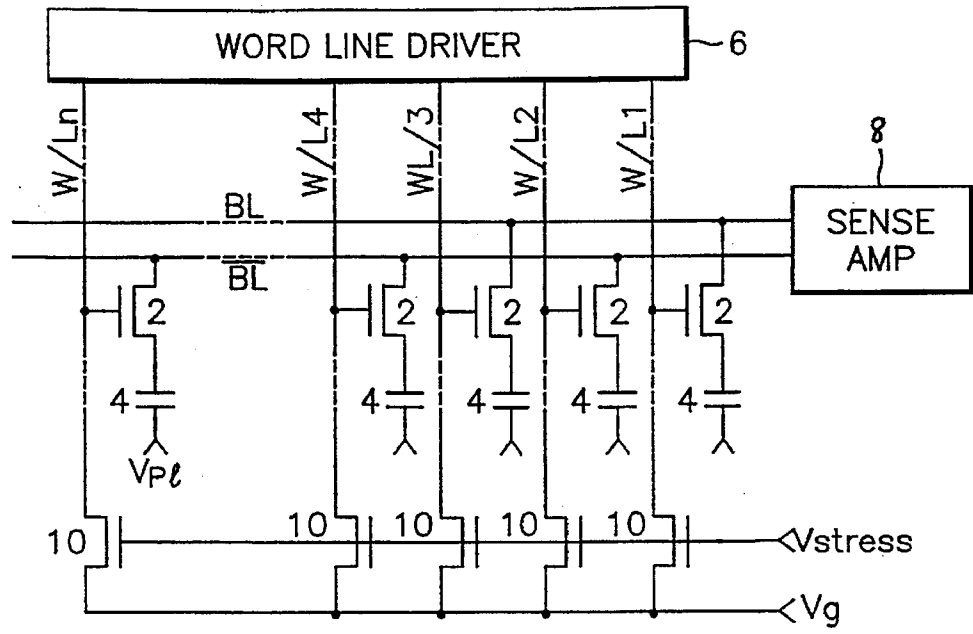 WORD LINE DRIVER
6
W/Ln
W/L4
WL/3
W/L2
W/L1
8
BL
SENSE
AMP
BL
2
2
2
2
2
4
4
4
4
4
VPℓ
10
10
10
10
10
Vstress
Vg